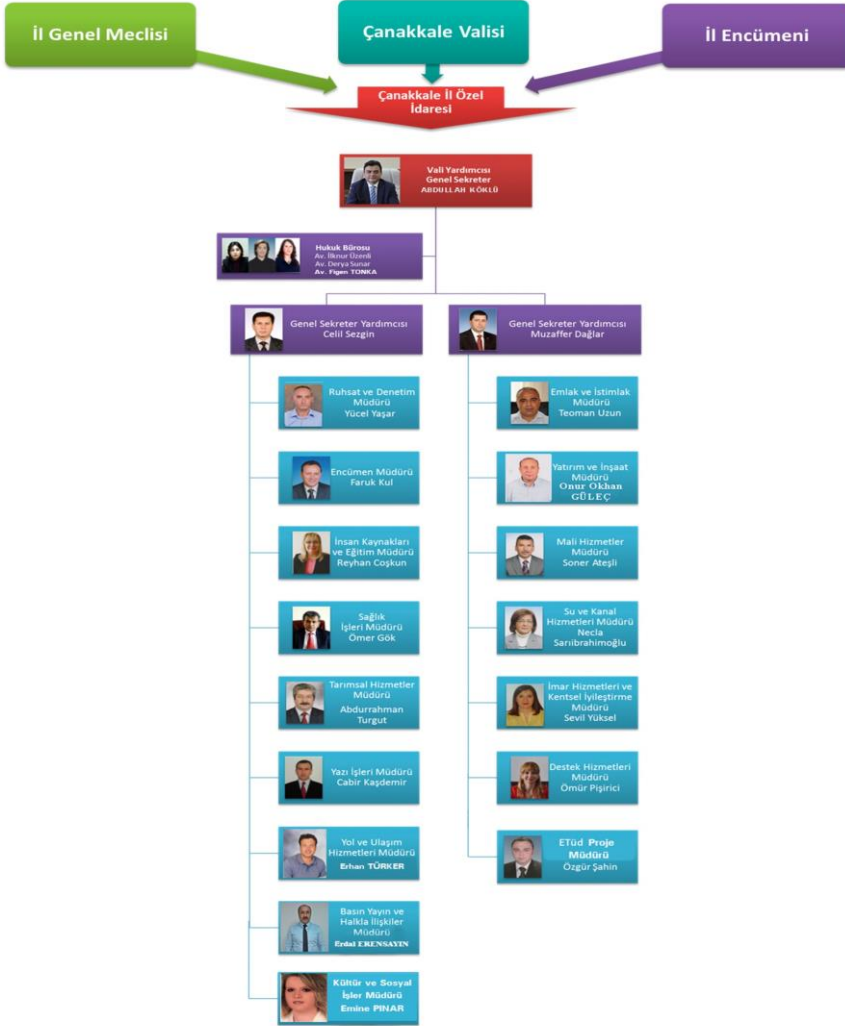 İl Genel Meclisi
Çanakkale Valisi
İl Encümeni
Çanakkale İl Özel
İdaresi
Vali Yardımcısı
Genel Sekreter
ABDULLAH KÖKLÜ
Hukuk Bürosu
Av. İlknur Üzenli
Av. Derya Sunar
Av. Figen TONKA
Genel Sekreter Yardımcısı
Celil Sezgin
Genel Sekreter Yardımcısı
Muzaffer Dağlar
Ruhsat ve Denetim
Müdürü
Yücel Yaşar
Encümen Müdürü
Faruk Kul
İnsan Kaynakları
ve Eğitim Müdürü
Reyhan Coşkun
Sağlık
İşleri Müdürü
Ömer Gök
Tarımsal Hizmetler
Müdürü
Abdurrahman
Turgut
Yazı İşleri Müdürü
Cabir Kaşdemir
Yol ve Ulaşım
Hizmetleri Müdürü
Erhan TÜRKER
Basın Yayın ve
Halkla İlişkiler
Müdürü
Erdal ERENSAYIN
Kültür ve Sosyal
İşler Müdürü
Emine PINAR
Emlak ve İstimlak
Müdürü
Teoman Uzun
Yatırım ve İnşaat
Müdürü
Onur Okhan
GÜLEÇ
Mali Hizmetler
Müdürü
Soner Ateşli
Su ve Kanal
Hizmetleri Müdürü
Necla
Sarıibrahimoğlu
İmar Hizmetleri ve
Kentsel İyileştirme
Müdürü
Sevil Yüksel
Destek Hizmetleri
Müdürü
Ömür Pişirici
ETüd Proje
Müdürü
Özgür Şahin